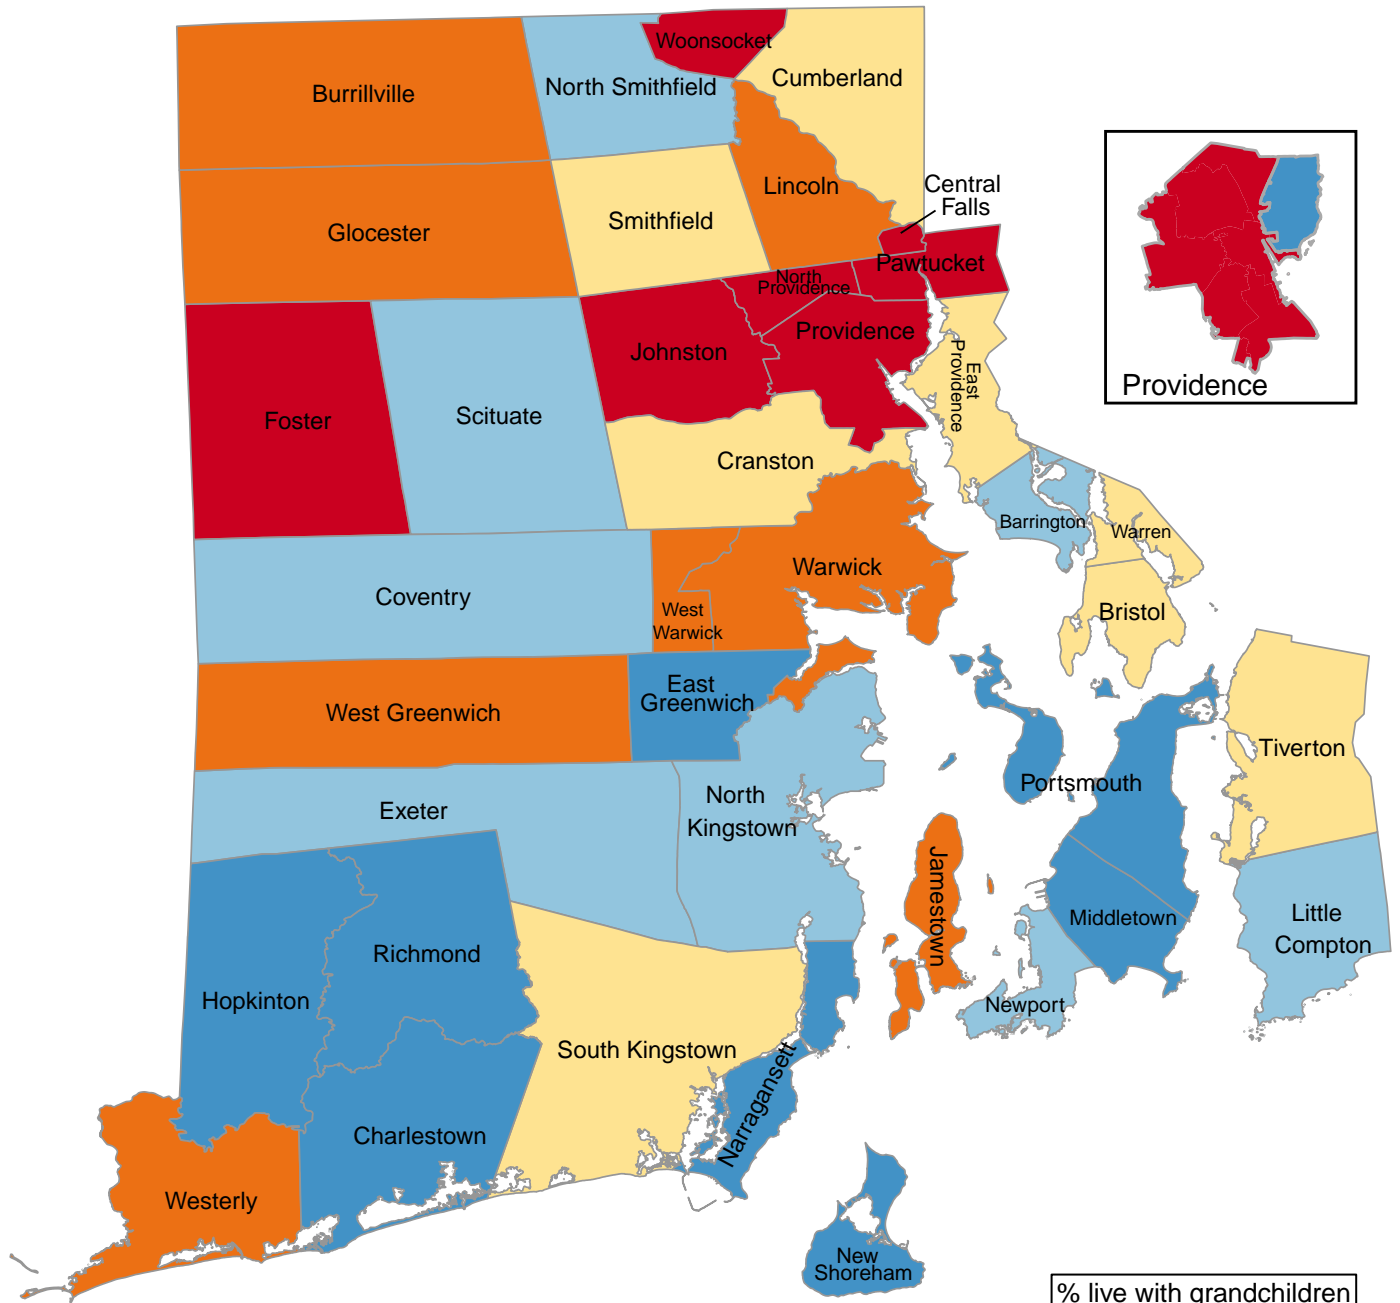 Woonsocket
Cumberland
Burrillville
North Smithfield
Lincoln
Central
Falls
Smithfield
Glocester
Pawtucket
North
Providence
Providence
Johnston
East
Providence
Foster
Scituate
Cranston
Providence
Barrington
Warren
Warwick
Coventry
West
Warwick
Bristol
East
Greenwich
West Greenwich
Tiverton
Portsmouth
North
Kingstown
Exeter
Jamestown
Middletown
Little
Compton
Richmond
Hopkinton
Newport
South Kingstown
Narragansett
Charlestown
Westerly
New
Shoreham
% live with grandchildren